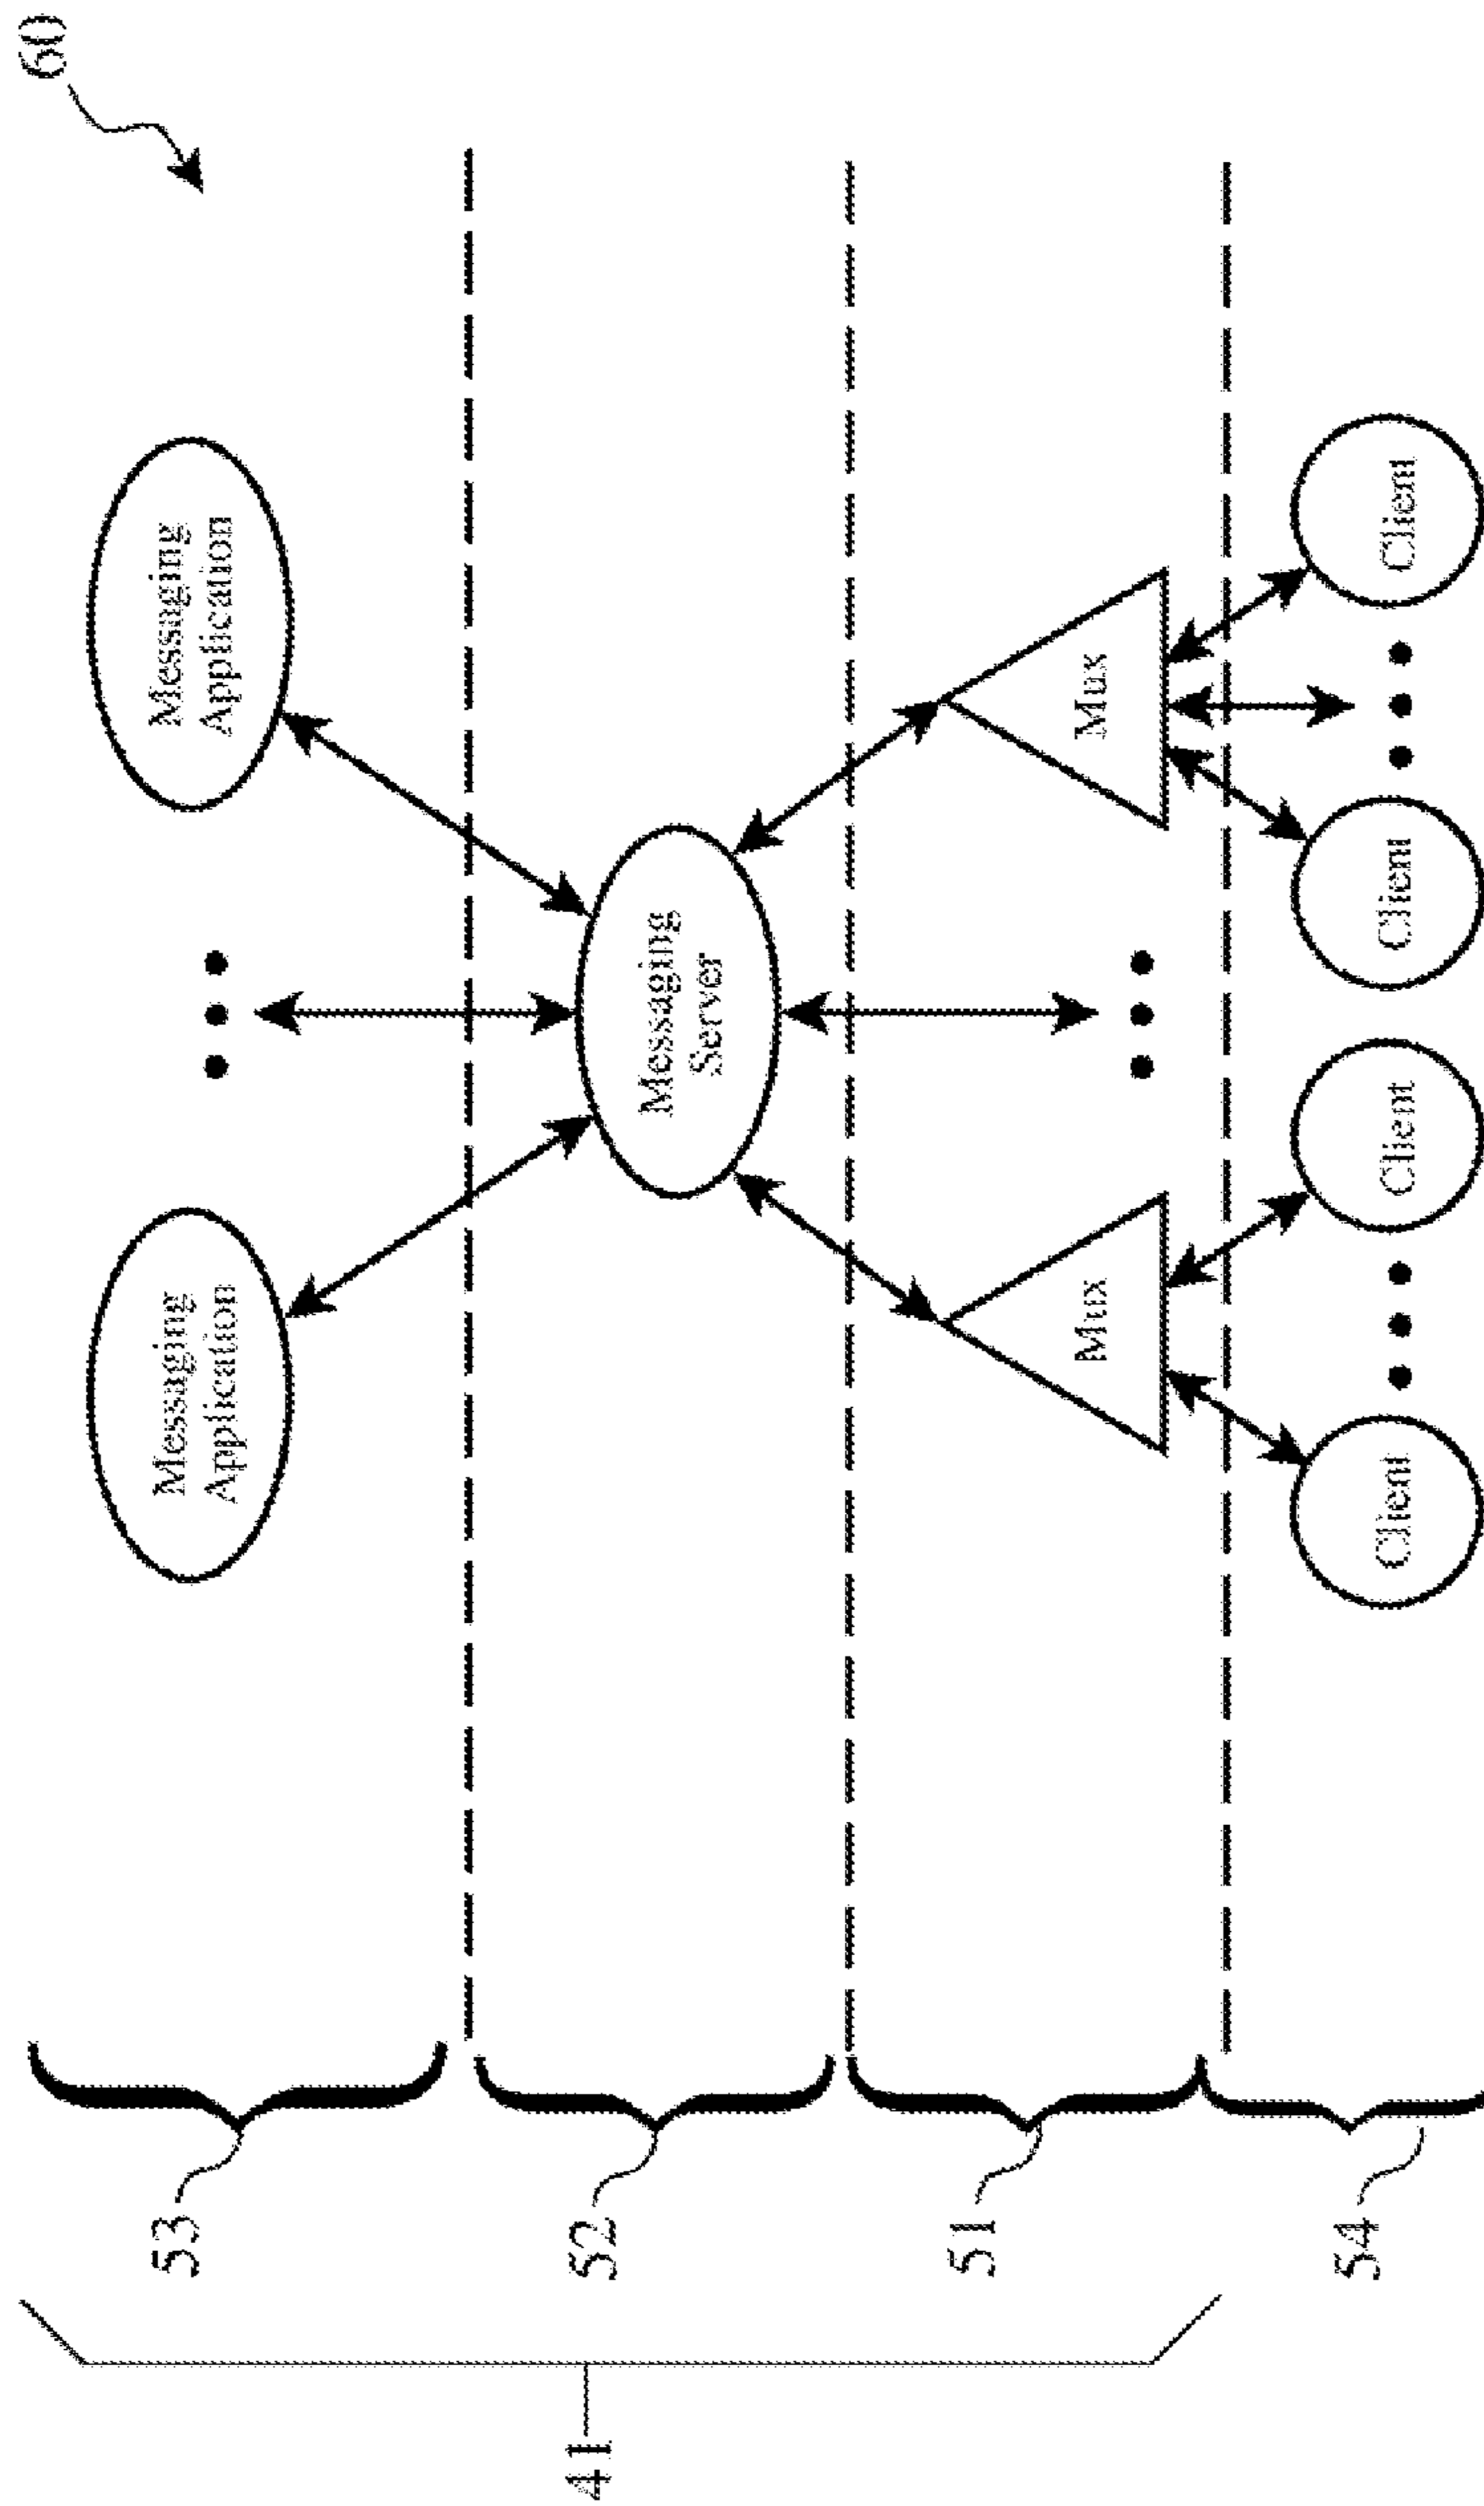 60
Messaging
Application
Messaging
Application
53
41
52
Messaging
Server
51
Mux
Mux
54
Client
Client
Client
Client